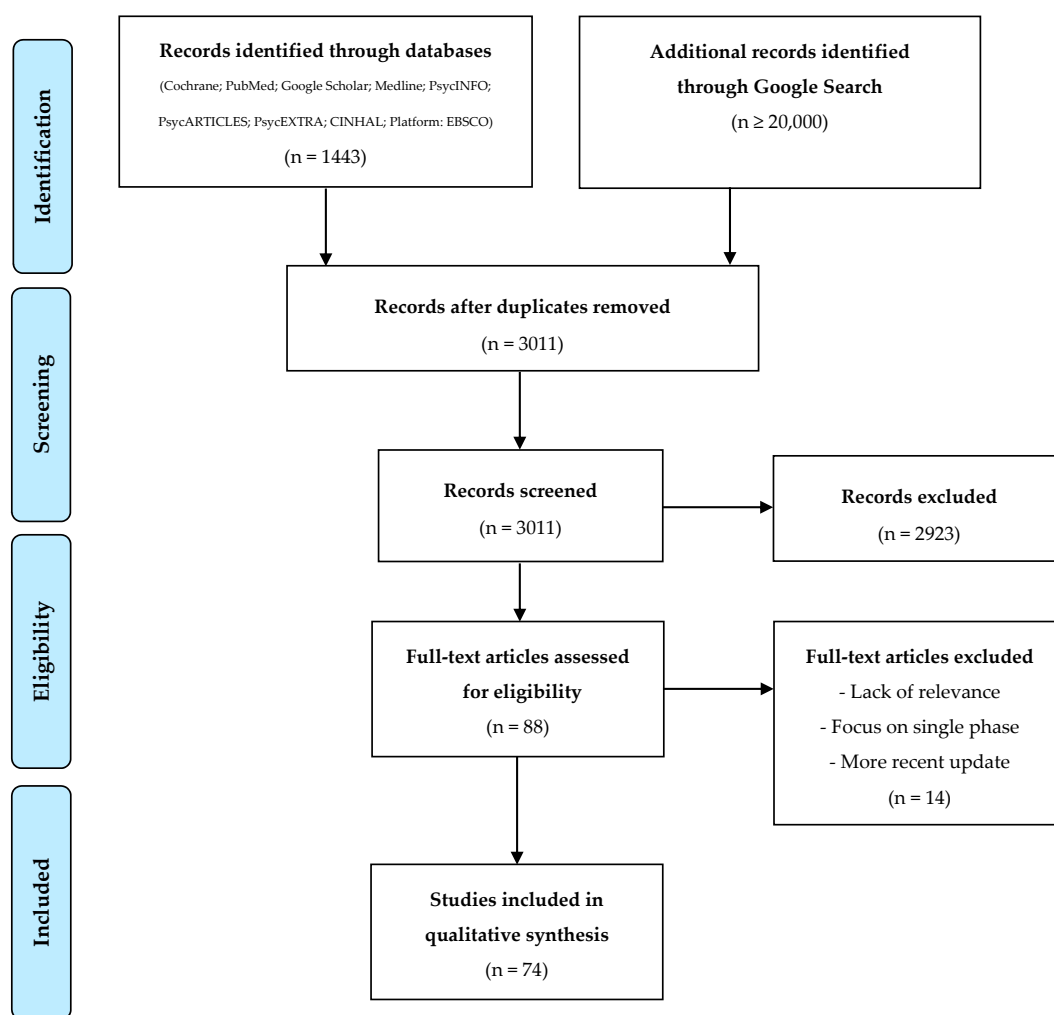 Identification
Records identified through databases
(Cochrane; PubMed; Google Scholar; Medline; PsycINFO;
PsycARTICLES; PsycEXTRA; CINHAL; Platform: EBSCO)
(n = 1443)
Additional records identified
through Google Search
(n ≥ 20,000)
Screening
Records after duplicates removed
(n = 3011)
Records screened
(n = 3011)
Records excluded
(n = 2923)
Eligibility
Full-text articles assessed
for eligibility
(n = 88)
Full-text articles excluded
- Lack of relevance
- Focus on single phase
- More recent update
(n = 14)
Included
Studies included in
qualitative synthesis
(n = 74)